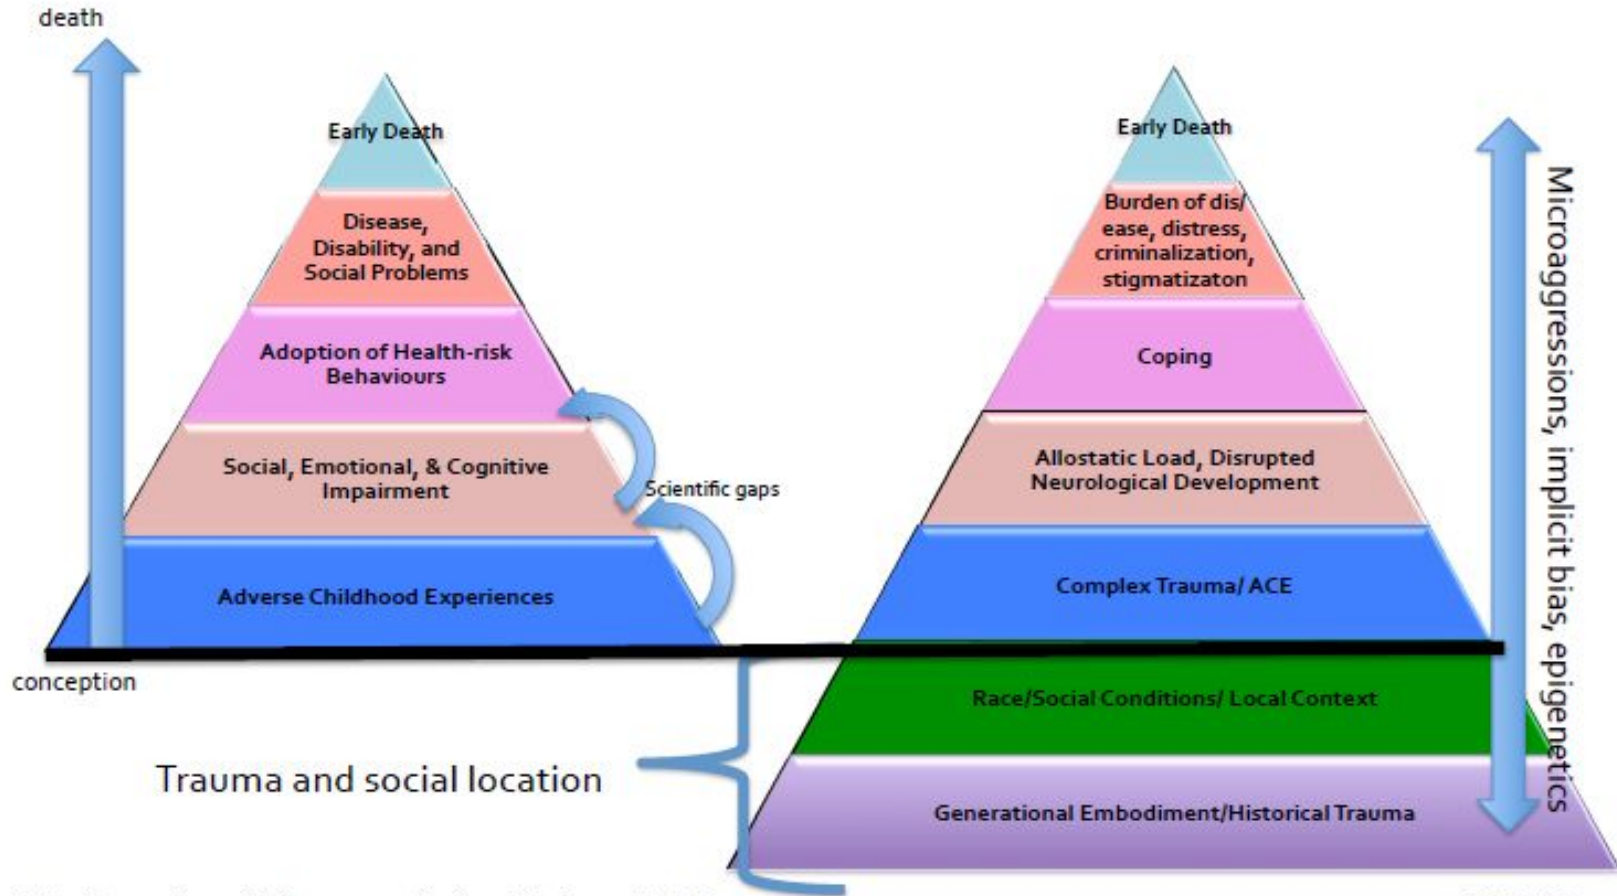 death
Early Death
Disease,
Disability, and
Social Problems
Adoption of Health-risk
Behaviours
Social, Emotional, & Cognitive
Impairment
Scientific gaps
Adverse Childhood Experiences
conception
Early Death
Burden of dis/
ease, distress,
criminalization,
stigmatizaton
Coping
Allostatic Load, Disrupted
Neurological Development
Complex Trauma/ ACE
Race/Social Conditions/ Local Context
Generational Embodiment/Historical Trauma
Trauma and social location
Microaggressions, implicit bias, epigenetics